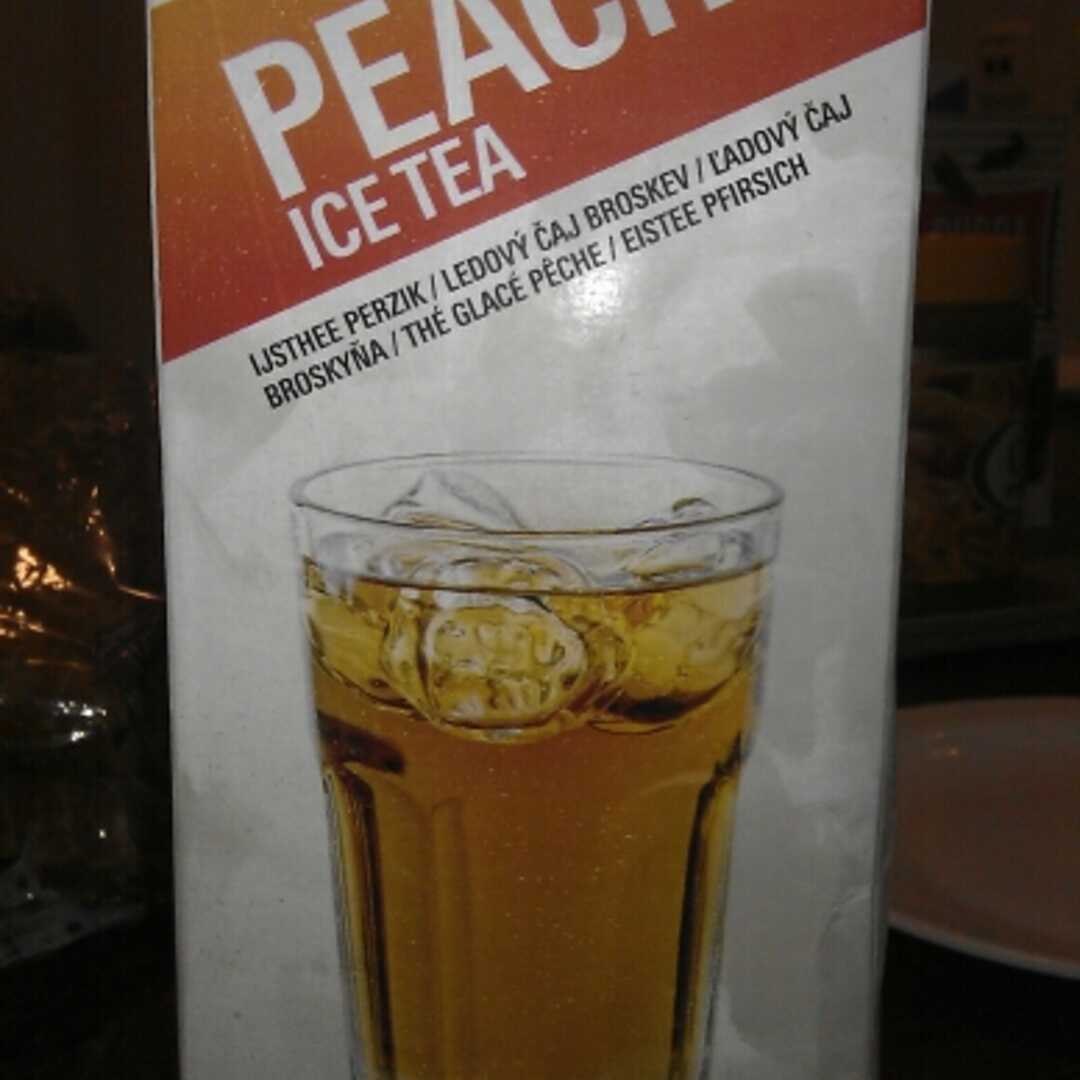 PEACH
ICE TEA
IJSTHEE PERZIK / LEDOVÝ ČAJ BROSKEV / ĽADOVÝ ČAJ
BROSKYŇA / THÉ GLACÉ PÊCHE / EISTEE PFIRSICH